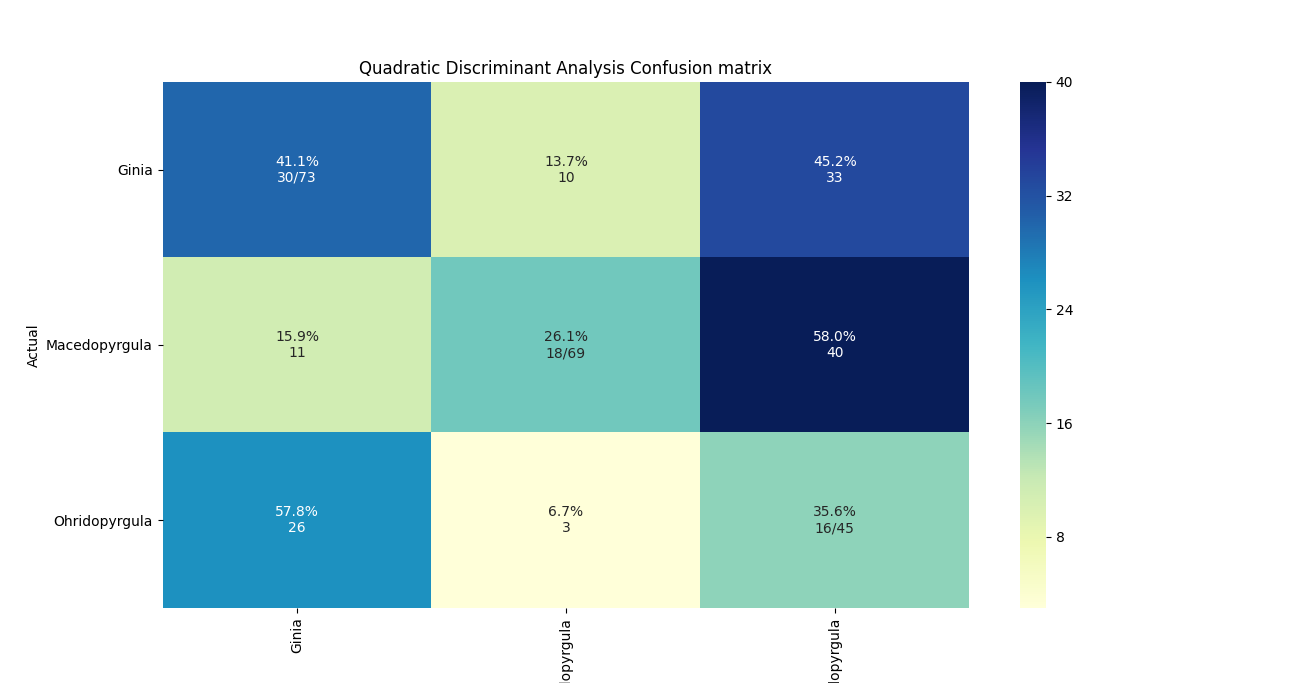 Quadratic Discriminant Analysis Confusion matrix
Actual
Ginia
41.1%
30/73
13.7%
10
45.2%
33
Macedopyrgula
15.9%
11
26.1%
18/69
58.0%
40
Ohridopyrgula
57.8%
26
6.7%
3
35.6%
16/45
Ginia
dopyrgula
dopyrgula
40
32
24
16
8